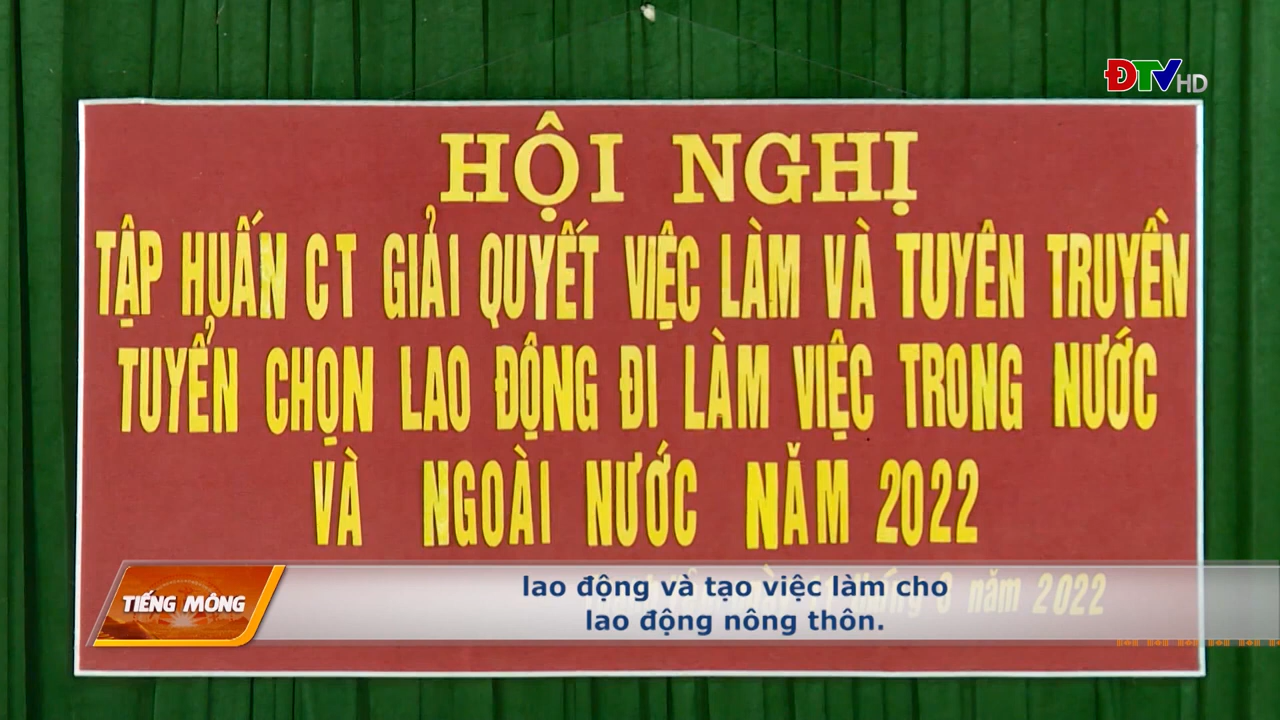 ĐTV HD
HỘI NGHỊ
TẬP HUẤN CT GIẢI QUYẾT VIỆC LÀM VÀ TUYÊN TRUYỀN
TUYỂN CHỌN LAO ĐỘNG ĐI LÀM VIỆC TRONG NƯỚC
VÀ NGOÀI NƯỚC NĂM 2022
năm 2022
TIẾNG MÔNG
lao động và tạo việc làm cho
lao động nông thôn.